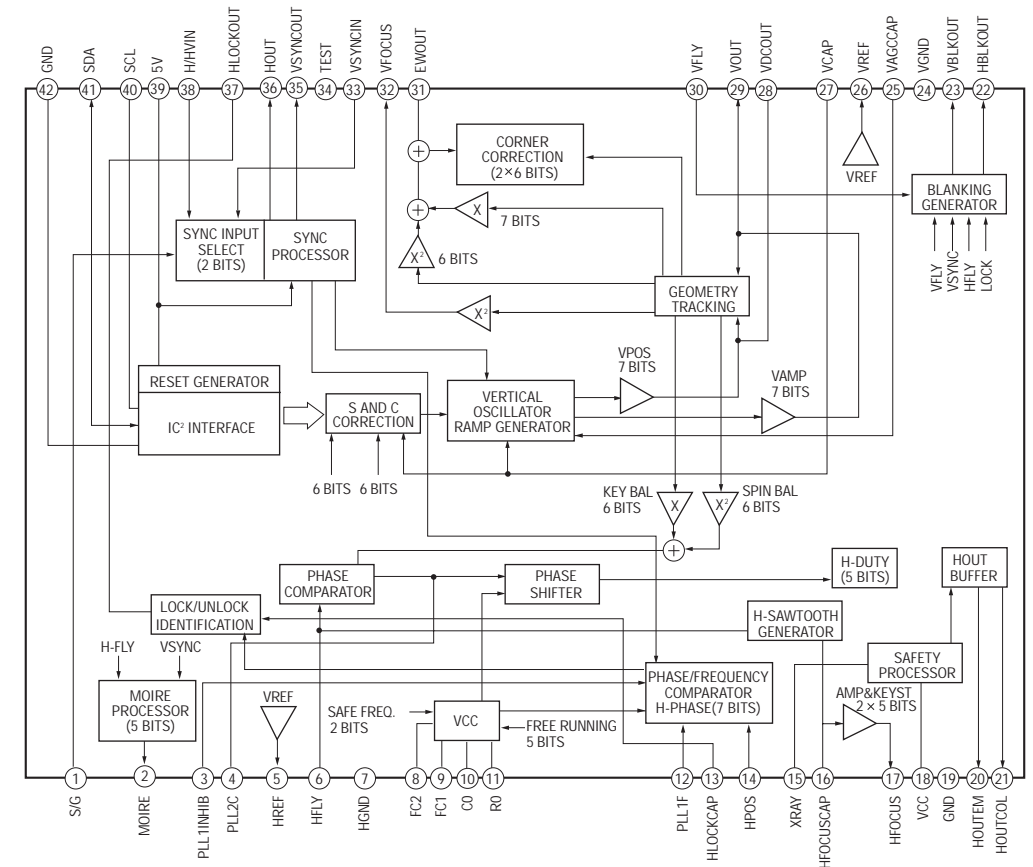 GND
SDA
SCL
5V
H/HVIN
HLOCKOUT
HOUT
VSYNCOUT
TEST
VSYNCIN
VFOCUS
EWOUT
VFLY
VOUT
VDCOUT
VCAP
VREF
VAGCCAP
VGND
VBLKOUT
HBLKOUT
42
41
40
39
38
37
36
35
34
33
32
31
30
29
28
27
26
25
24
23
22
CORNER
CORRECTION
(2×6 BITS)
VREF
BLANKING
GENERATOR
X
7 BITS
SYNC INPUT
SELECT
(2 BITS)
SYNC
PROCESSOR
X²
6 BITS
VFLY
VSYNC
HFLY
LOCK
GEOMETRY
TRACKING
X²
VPOS
7 BITS
VAMP
7 BITS
RESET GENERATOR
IC² INTERFACE
S AND C
CORRECTION
VERTICAL
OSCILLATOR
RAMP GENERATOR
6 BITS
6 BITS
KEY BAL
6 BITS
X
X²
SPIN BAL
6 BITS
PHASE
COMPARATOR
PHASE
SHIFTER
H-DUTY
(5 BITS)
HOUT
BUFFER
LOCK/UNLOCK
IDENTIFICATION
H-SAWTOOTH
GENERATOR
H-FLY
VSYNC
SAFETY
PROCESSOR
MOIRE
PROCESSOR
(5 BITS)
VREF
SAFE FREQ.
2 BITS
VCC
FREE RUNNING
5 BITS
PHASE/FREQUENCY
COMPARATOR
H-PHASE(7 BITS)
AMP&KEYST
2 × 5 BITS
1
2
3
4
5
6
7
8
9
10
11
12
13
14
15
16
17
18
19
20
21
S/G
MOIRE
PLL1INHIB
PLL2C
HREF
HFLY
HGND
FC2
FC1
C0
R0
PLL1F
HLOCKCAP
HPOS
XRAY
HFOCUSCAP
HFOCUS
VCC
GND
HOUTEM
HOUTCOL